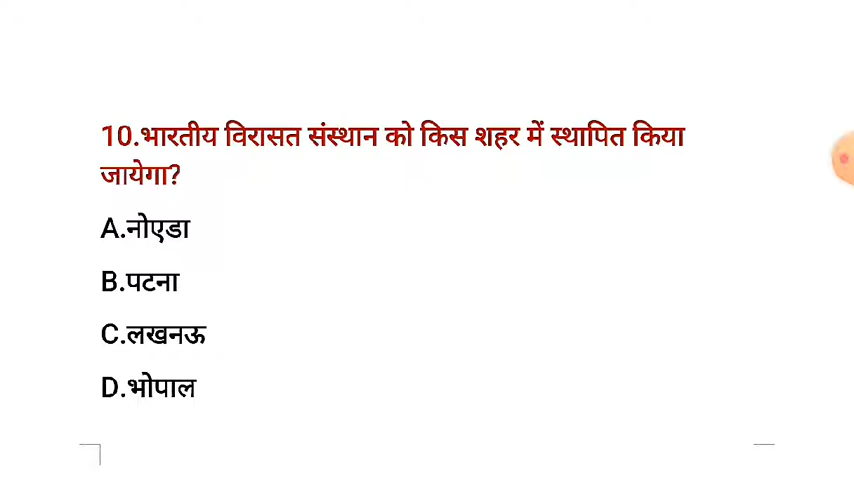 10.भारतीय विरासत संस्थान को किस शहर में स्थापित किया
जायेगा?
A.नोएडा
B.पटना
C.लखनऊ
D.भोपाल